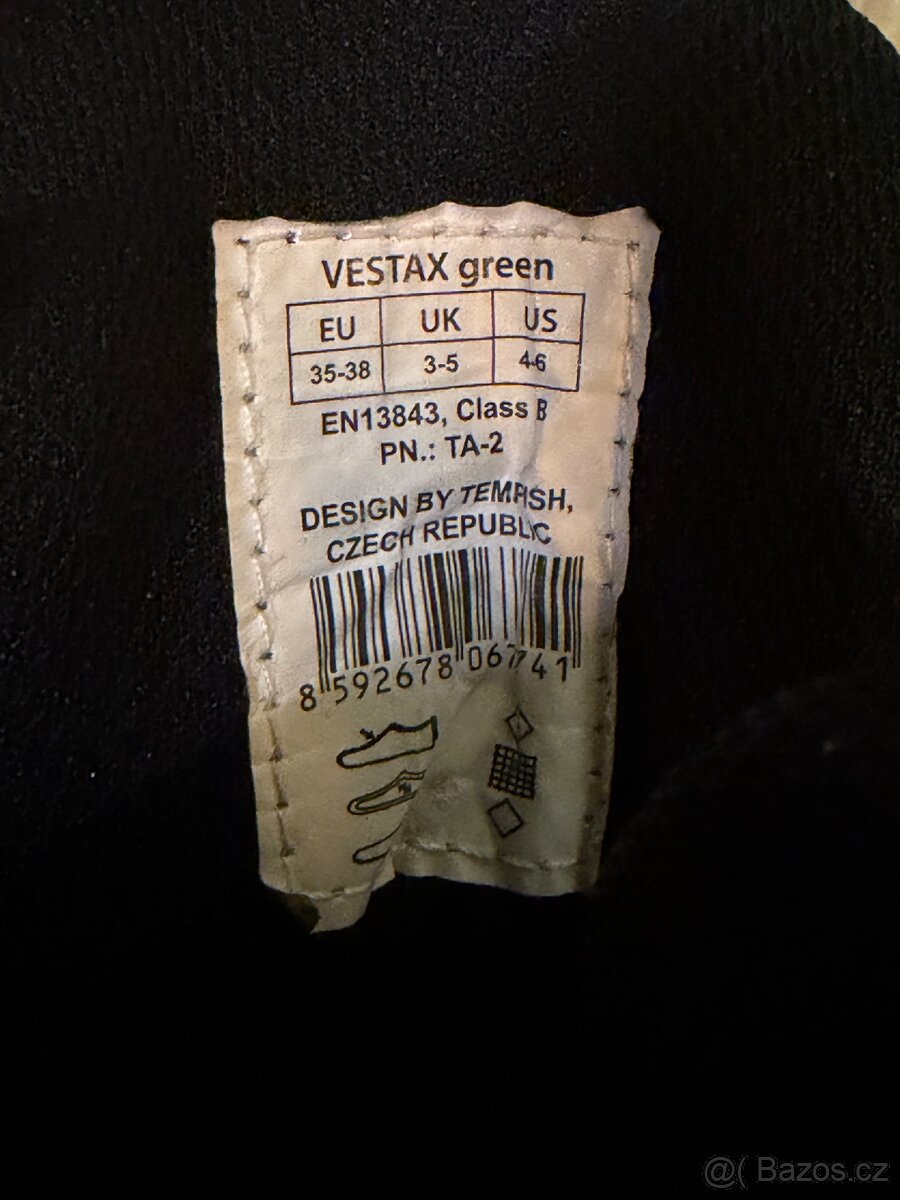 VESTAX green
EU UK US
35-38 3-5 4-6
EN13843, Class B
PN.: TA-2
DESIGN BY TEMPISH,
CZECH REPUBLIC
8 592678 067741
@( Bazos.cz